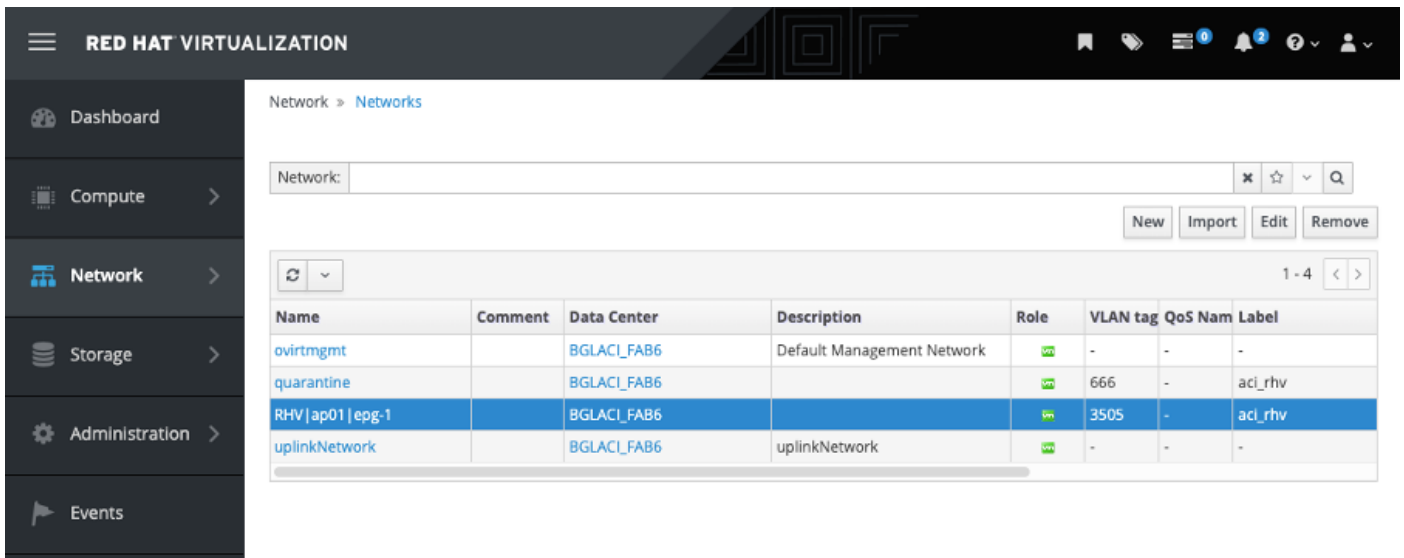 RED HAT VIRTUALIZATION
0
2
Dashboard
Compute
Network
Storage
Administration
Events
Network » Networks
Network:
New Import Edit Remove
1 - 4
Name Comment Data Center Description Role VLAN tag QoS Nam Label
ovirtmgmt BGLACI_FAB6 Default Management Network - - -
quarantine BGLACI_FAB6 666 - aci_rhv
RHV|ap01|epg-1 BGLACI_FAB6 3505 - aci_rhv
uplinkNetwork BGLACI_FAB6 uplinkNetwork - - -